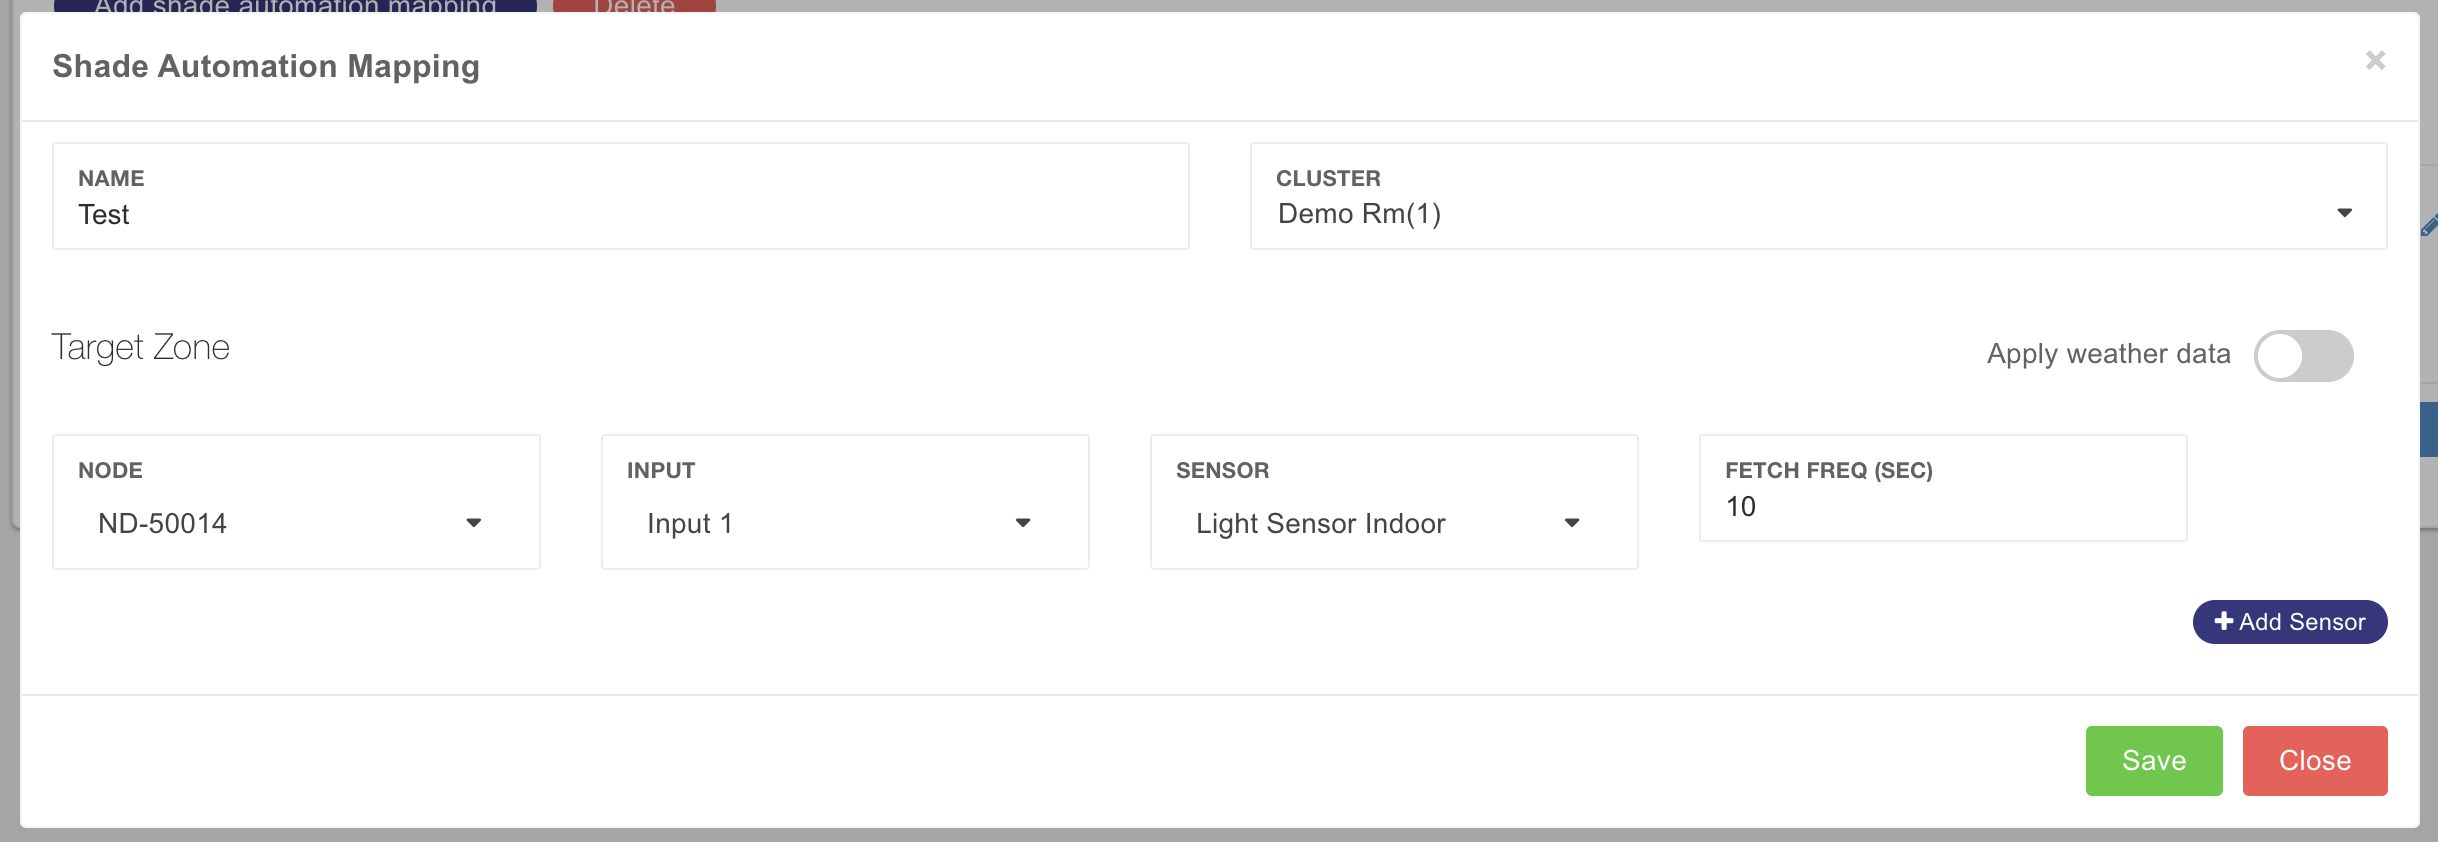 Add shade automation mapping Delete
Shade Automation Mapping ×
NAME
Test
CLUSTER
Demo Rm(1)
Target Zone
Apply weather data
NODE
ND-50014
INPUT
Input 1
SENSOR
Light Sensor Indoor
FETCH FREQ (SEC)
10
+ Add Sensor
Save Close